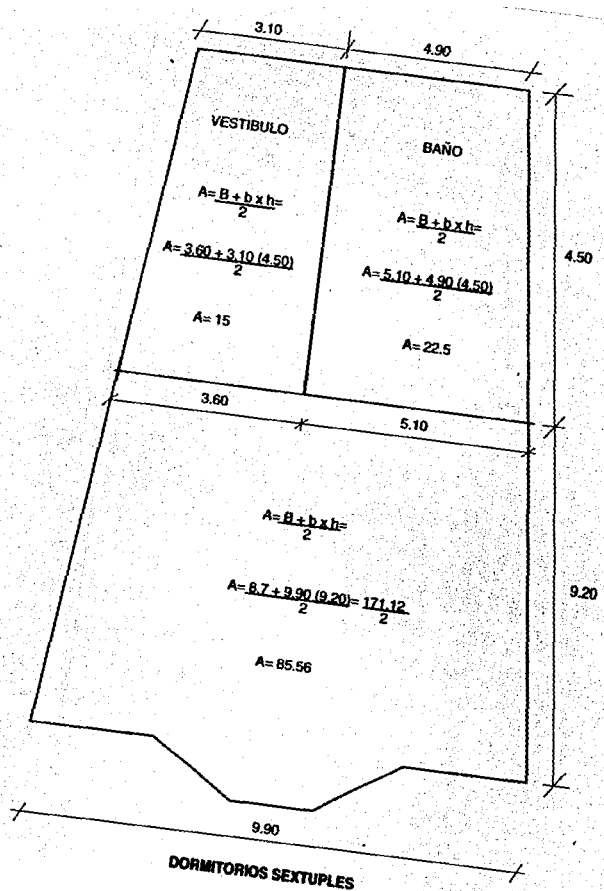 3.10
4.90
VESTIBULO
BAÑO
A= B + b x h=
2
A= B + b x h=
2
4.50
A= 3.60 + 3.10 (4.50)
2
A= 5.10 + 4.90 (4.50)
2
A= 15
A= 22.5
3.60
5.10
A= B + b x h=
2
A= 8.7 + 9.90 (9.20)= 171.12
2
2
9.20
A= 85.56
9.90
DORMITORIOS SEXTUPLES